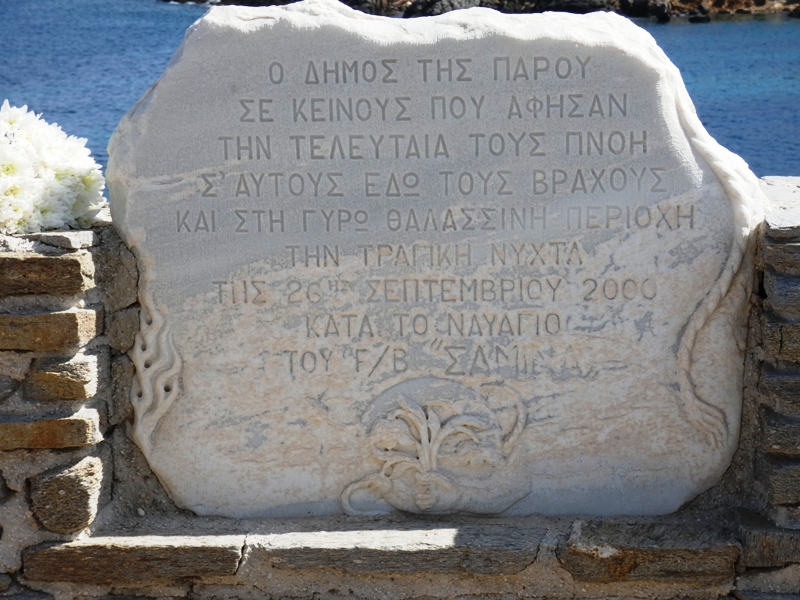 Ο ΔΗΜΟΣ ΤΗΣ ΠΑΡΟΥ
ΣΕ ΚΕΙΝΟΥΣ ΠΟΥ ΑΦΗΣΑΝ
ΤΗΝ ΤΕΛΕΥΤΑΙΑ ΤΟΥΣ ΠΝΟΗ
Σ' ΑΥΤΟΥΣ ΕΔΩ ΤΟΥΣ ΒΡΑΧΟΥΣ
ΚΑΙ ΣΤΗ ΓΥΡΩ ΘΑΛΑΣΣΙΝΗ ΠΕΡΙΟΧΗ
ΤΗΝ ΤΡΑΓΙΚΗ ΝΥΧΤΑ
ΤΗΣ 26ης ΣΕΠΤΕΜΒΡΙΟΥ 2000
ΚΑΤΑ ΤΟ ΝΑΥΑΓΙΟ
ΤΟΥ F/B "ΣΑΜΙΝΑ"